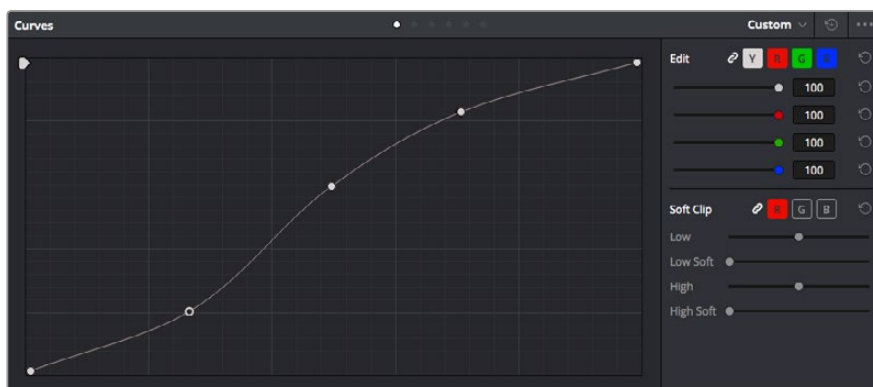 Curves
Custom
Edit
Y R G B
100
100
100
100
Soft Clip
R G B
Low
Low Soft
High
High Soft